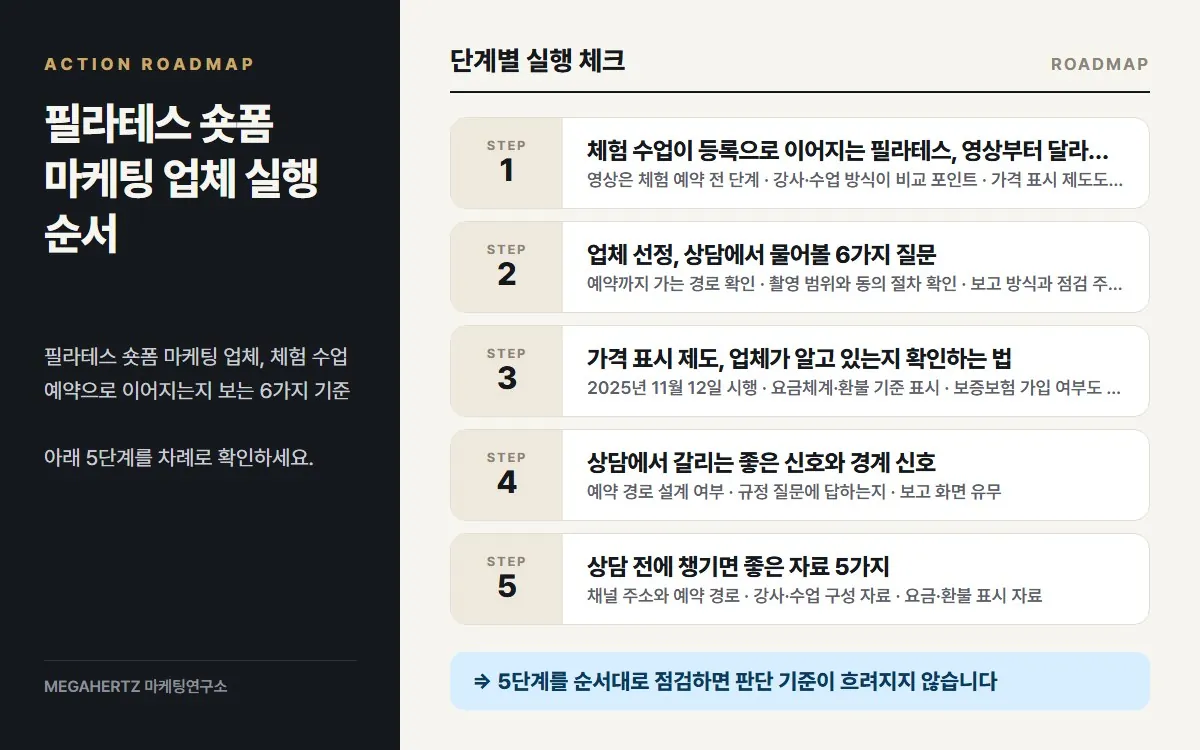 ACTION ROADMAP
필라테스 숏폼
마케팅 업체 실행
순서
필라테스 숏폼 마케팅 업체, 체험 수업
예약으로 이어지는지 보는 6가지 기준
아래 5단계를 차례로 확인하세요.
MEGAHERTZ 마케팅연구소
단계별 실행 체크
ROADMAP
STEP
1
체험 수업이 등록으로 이어지는 필라테스, 영상부터 달라...
영상은 체험 예약 전 단계 · 강사·수업 방식이 비교 포인트 · 가격 표시 제도도...
STEP
2
업체 선정, 상담에서 물어볼 6가지 질문
예약까지 가는 경로 확인 · 촬영 범위와 동의 절차 확인 · 보고 방식과 점검 주...
STEP
3
가격 표시 제도, 업체가 알고 있는지 확인하는 법
2025년 11월 12일 시행 · 요금체계·환불 기준 표시 · 보증보험 가입 여부도 ...
STEP
4
상담에서 갈리는 좋은 신호와 경계 신호
예약 경로 설계 여부 · 규정 질문에 답하는지 · 보고 화면 유무
STEP
5
상담 전에 챙기면 좋은 자료 5가지
채널 주소와 예약 경로 · 강사·수업 구성 자료 · 요금·환불 표시 자료
→ 5단계를 순서대로 점검하면 판단 기준이 흐려지지 않습니다